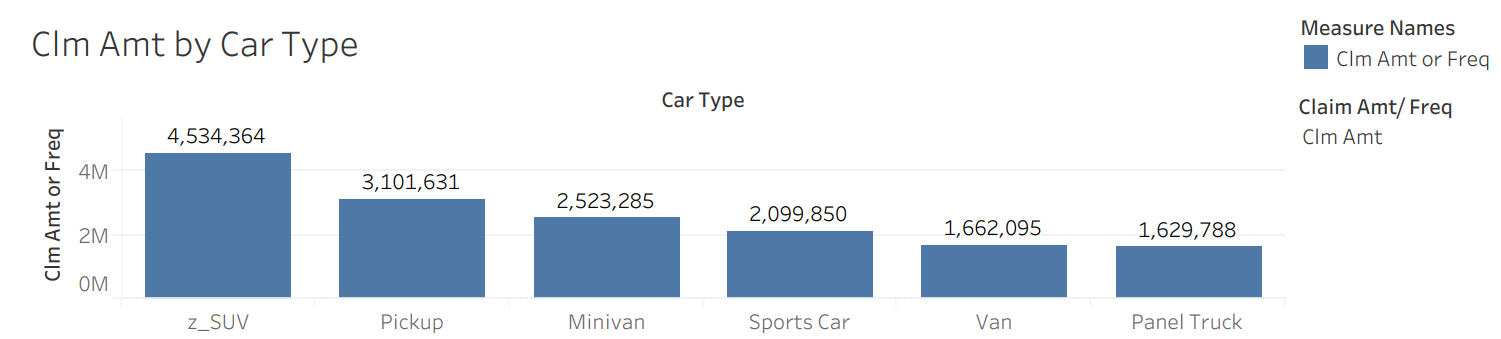 Clm Amt by Car Type
Measure Names
Clm Amt or Freq
Claim Amt/ Freq
Clm Amt
Car Type
Clm Amt or Freq
4M
2M
0M
4,534,364
3,101,631
2,523,285
2,099,850
1,662,095
1,629,788
z_SUV
Pickup
Minivan
Sports Car
Van
Panel Truck